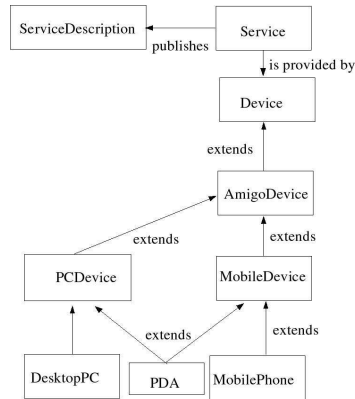 ServiceDescription
Service
publishes
is provided by
Device
extends
AmigoDevice
extends
extends
PCDevice
MobileDevice
extends
extends
DesktopPC
PDA
MobilePhone